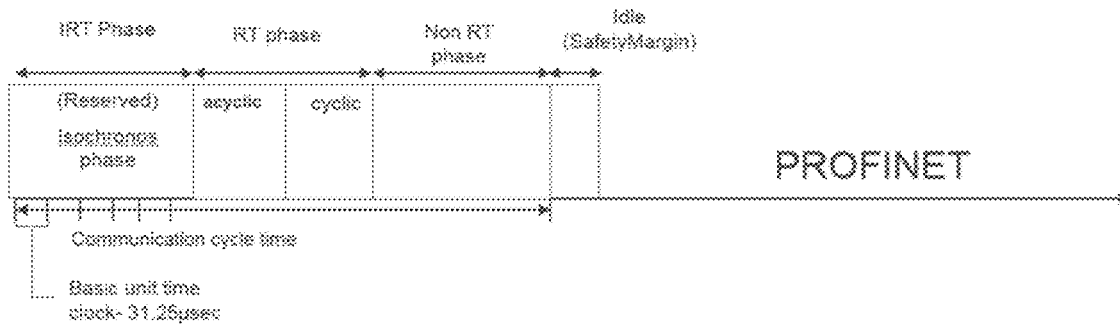 IRT Phase
RT phase
Non RT
phase
Idle
(SafetyMargin)
(Reserved)
Isochronos
phase
acyclic
cyclic
PROFINET
Communication cycle time
Basic unit time
clock- 31,25µsec